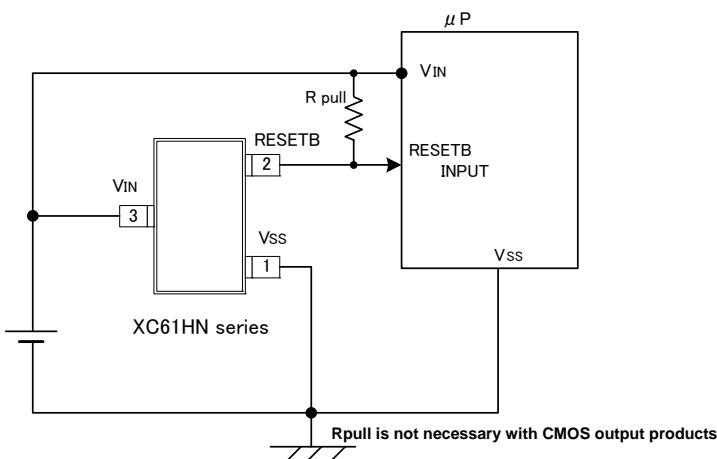 μP
VIN
R pull
RESETB
2
RESETB
INPUT
VIN
3
VSS
1
VSS
XC61HN series
Rpull is not necessary with CMOS output products